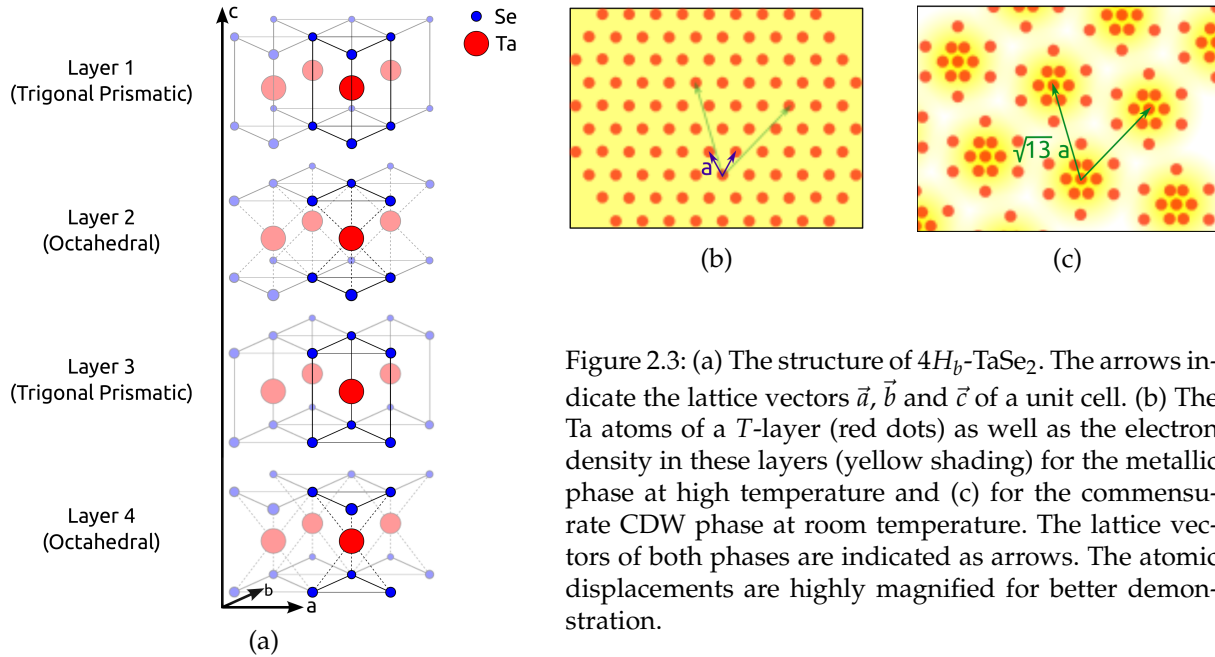 c
Se
Ta
Layer 1
(Trigonal Prismatic)
Layer 2
(Octahedral)
Layer 3
(Trigonal Prismatic)
Layer 4
(Octahedral)
b
a
(a)
a
(b)
√13 a
(c)
Figure 2.3: (a) The structure of 4H_b-TaSe₂. The arrows in-
dicate the lattice vectors a⃗, b⃗ and c⃗ of a unit cell. (b) The
Ta atoms of a T-layer (red dots) as well as the electron
density in these layers (yellow shading) for the metallic
phase at high temperature and (c) for the commensu-
rate CDW phase at room temperature. The lattice vec-
tors of both phases are indicated as arrows. The atomic
displacements are highly magnified for better demon-
stration.